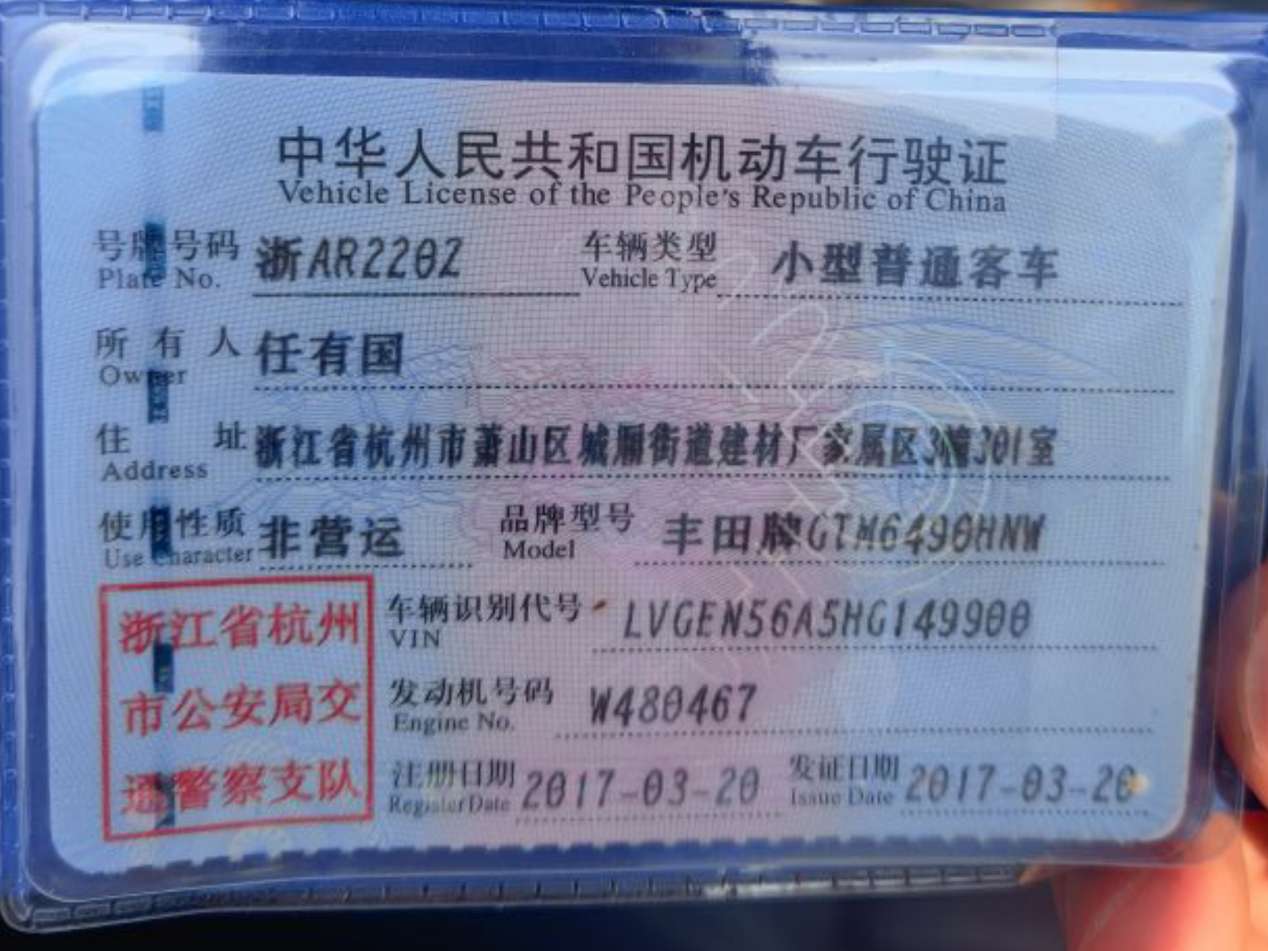 中华人民共和国机动车行驶证
Vehicle License of the People's Republic of China
号牌号码 浙AR220Z 车辆类型 小型普通客车
Plate No. Vehicle Type
所有人 任有国
Owner
住址 浙江省杭州市萧山区城厢街道建材厂家属区3幢301室
Address
使用性质 非营运 品牌型号 丰田牌GTM6490HNW
Use Character Model
浙江省杭州 车辆识别代号 LVGEN56A5HG149900
VIN
市公安局交 发动机号码 W480467
Engine No.
通警察支队 注册日期 2017-03-20 发证日期 2017-03-20
Register Date Issue Date